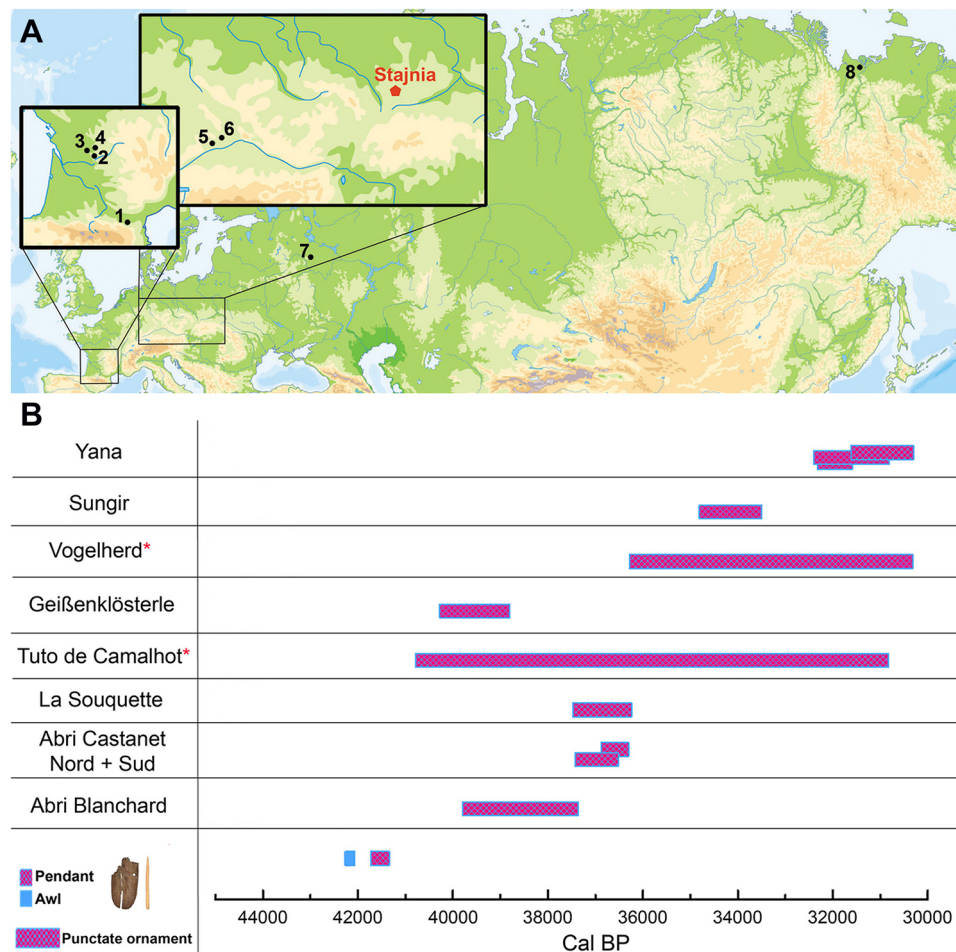 A
Stajnia
8
5 6
3 4
2
1
7
B
Yana
Sungir
Vogelherd*
Geißenklösterle
Tuto de Camalhot*
La Souquette
Abri Castanet
Nord + Sud
Abri Blanchard
Pendant
Awl
Punctate ornament
44000 42000 40000 38000 36000 34000 32000 30000
Cal BP